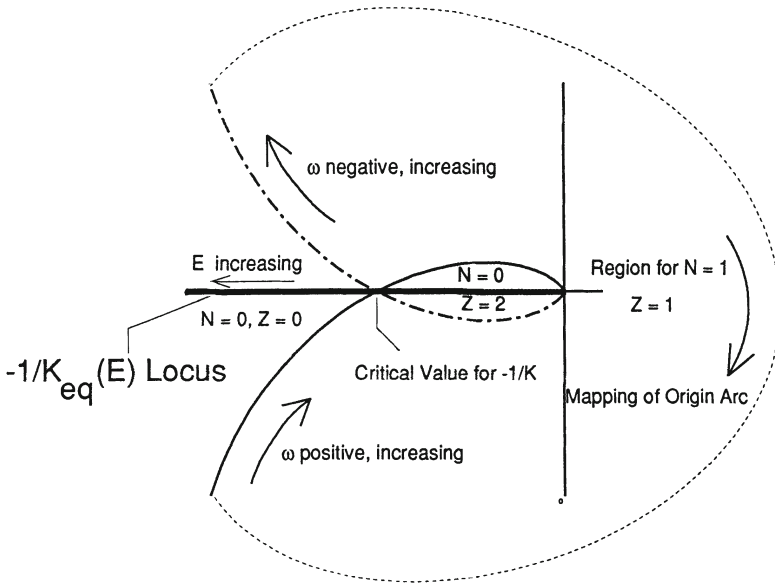 ω negative, increasing
E increasing
N = 0
Region for N = 1
Z = 2
Z = 1
N = 0, Z = 0
-1/Keq(E) Locus
Critical Value for -1/K
Mapping of Origin Arc
ω positive, increasing